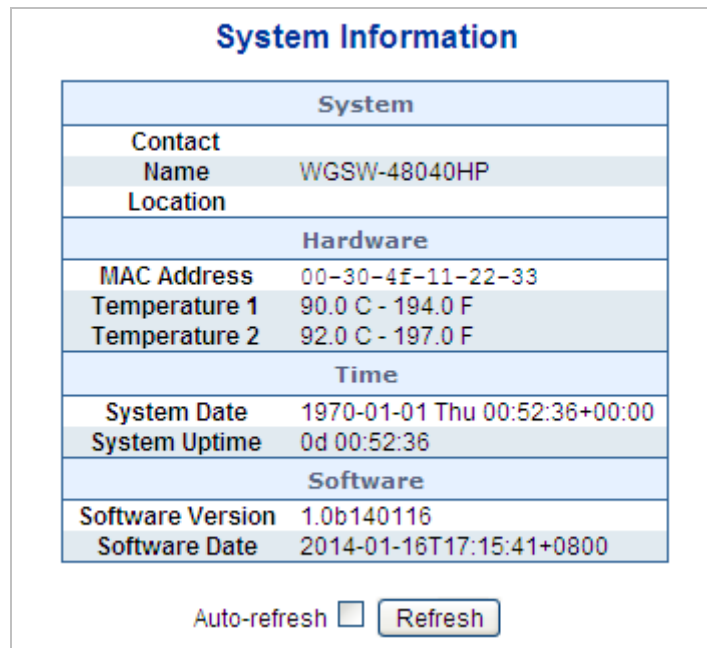 System Information
System
Contact
Name WGSW-48040HP
Location
Hardware
MAC Address 00-30-4f-11-22-33
Temperature 1 90.0 C - 194.0 F
Temperature 2 92.0 C - 197.0 F
Time
System Date 1970-01-01 Thu 00:52:36+00:00
System Uptime 0d 00:52:36
Software
Software Version 1.0b140116
Software Date 2014-01-16T17:15:41+0800
Auto-refresh Refresh